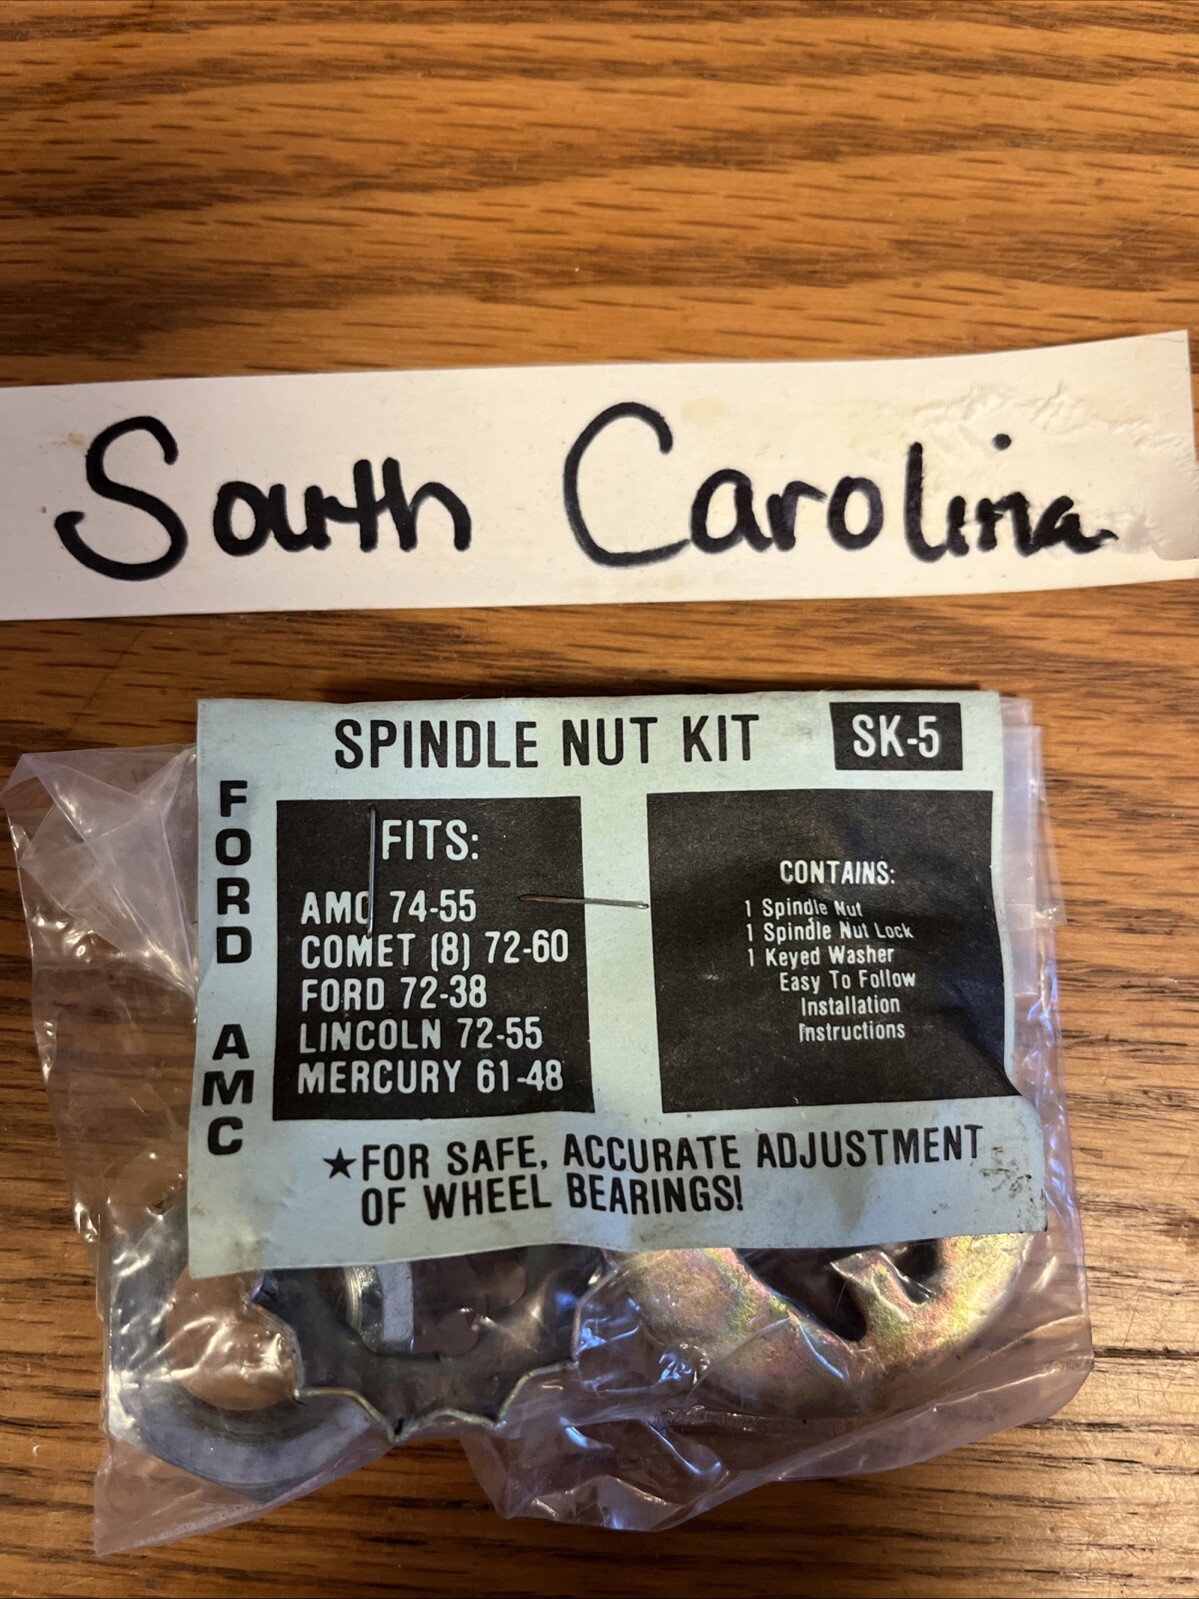 South Carolina
SPINDLE NUT KIT
SK-5
FORD AMC
FITS:
AMC 74-55
COMET (8) 72-60
FORD 72-38
LINCOLN 72-55
MERCURY 61-48
CONTAINS:
1 Spindle Nut
1 Spindle Nut Lock
1 Keyed Washer
Easy To Follow
Installation
Instructions
★FOR SAFE, ACCURATE ADJUSTMENT
OF WHEEL BEARINGS!